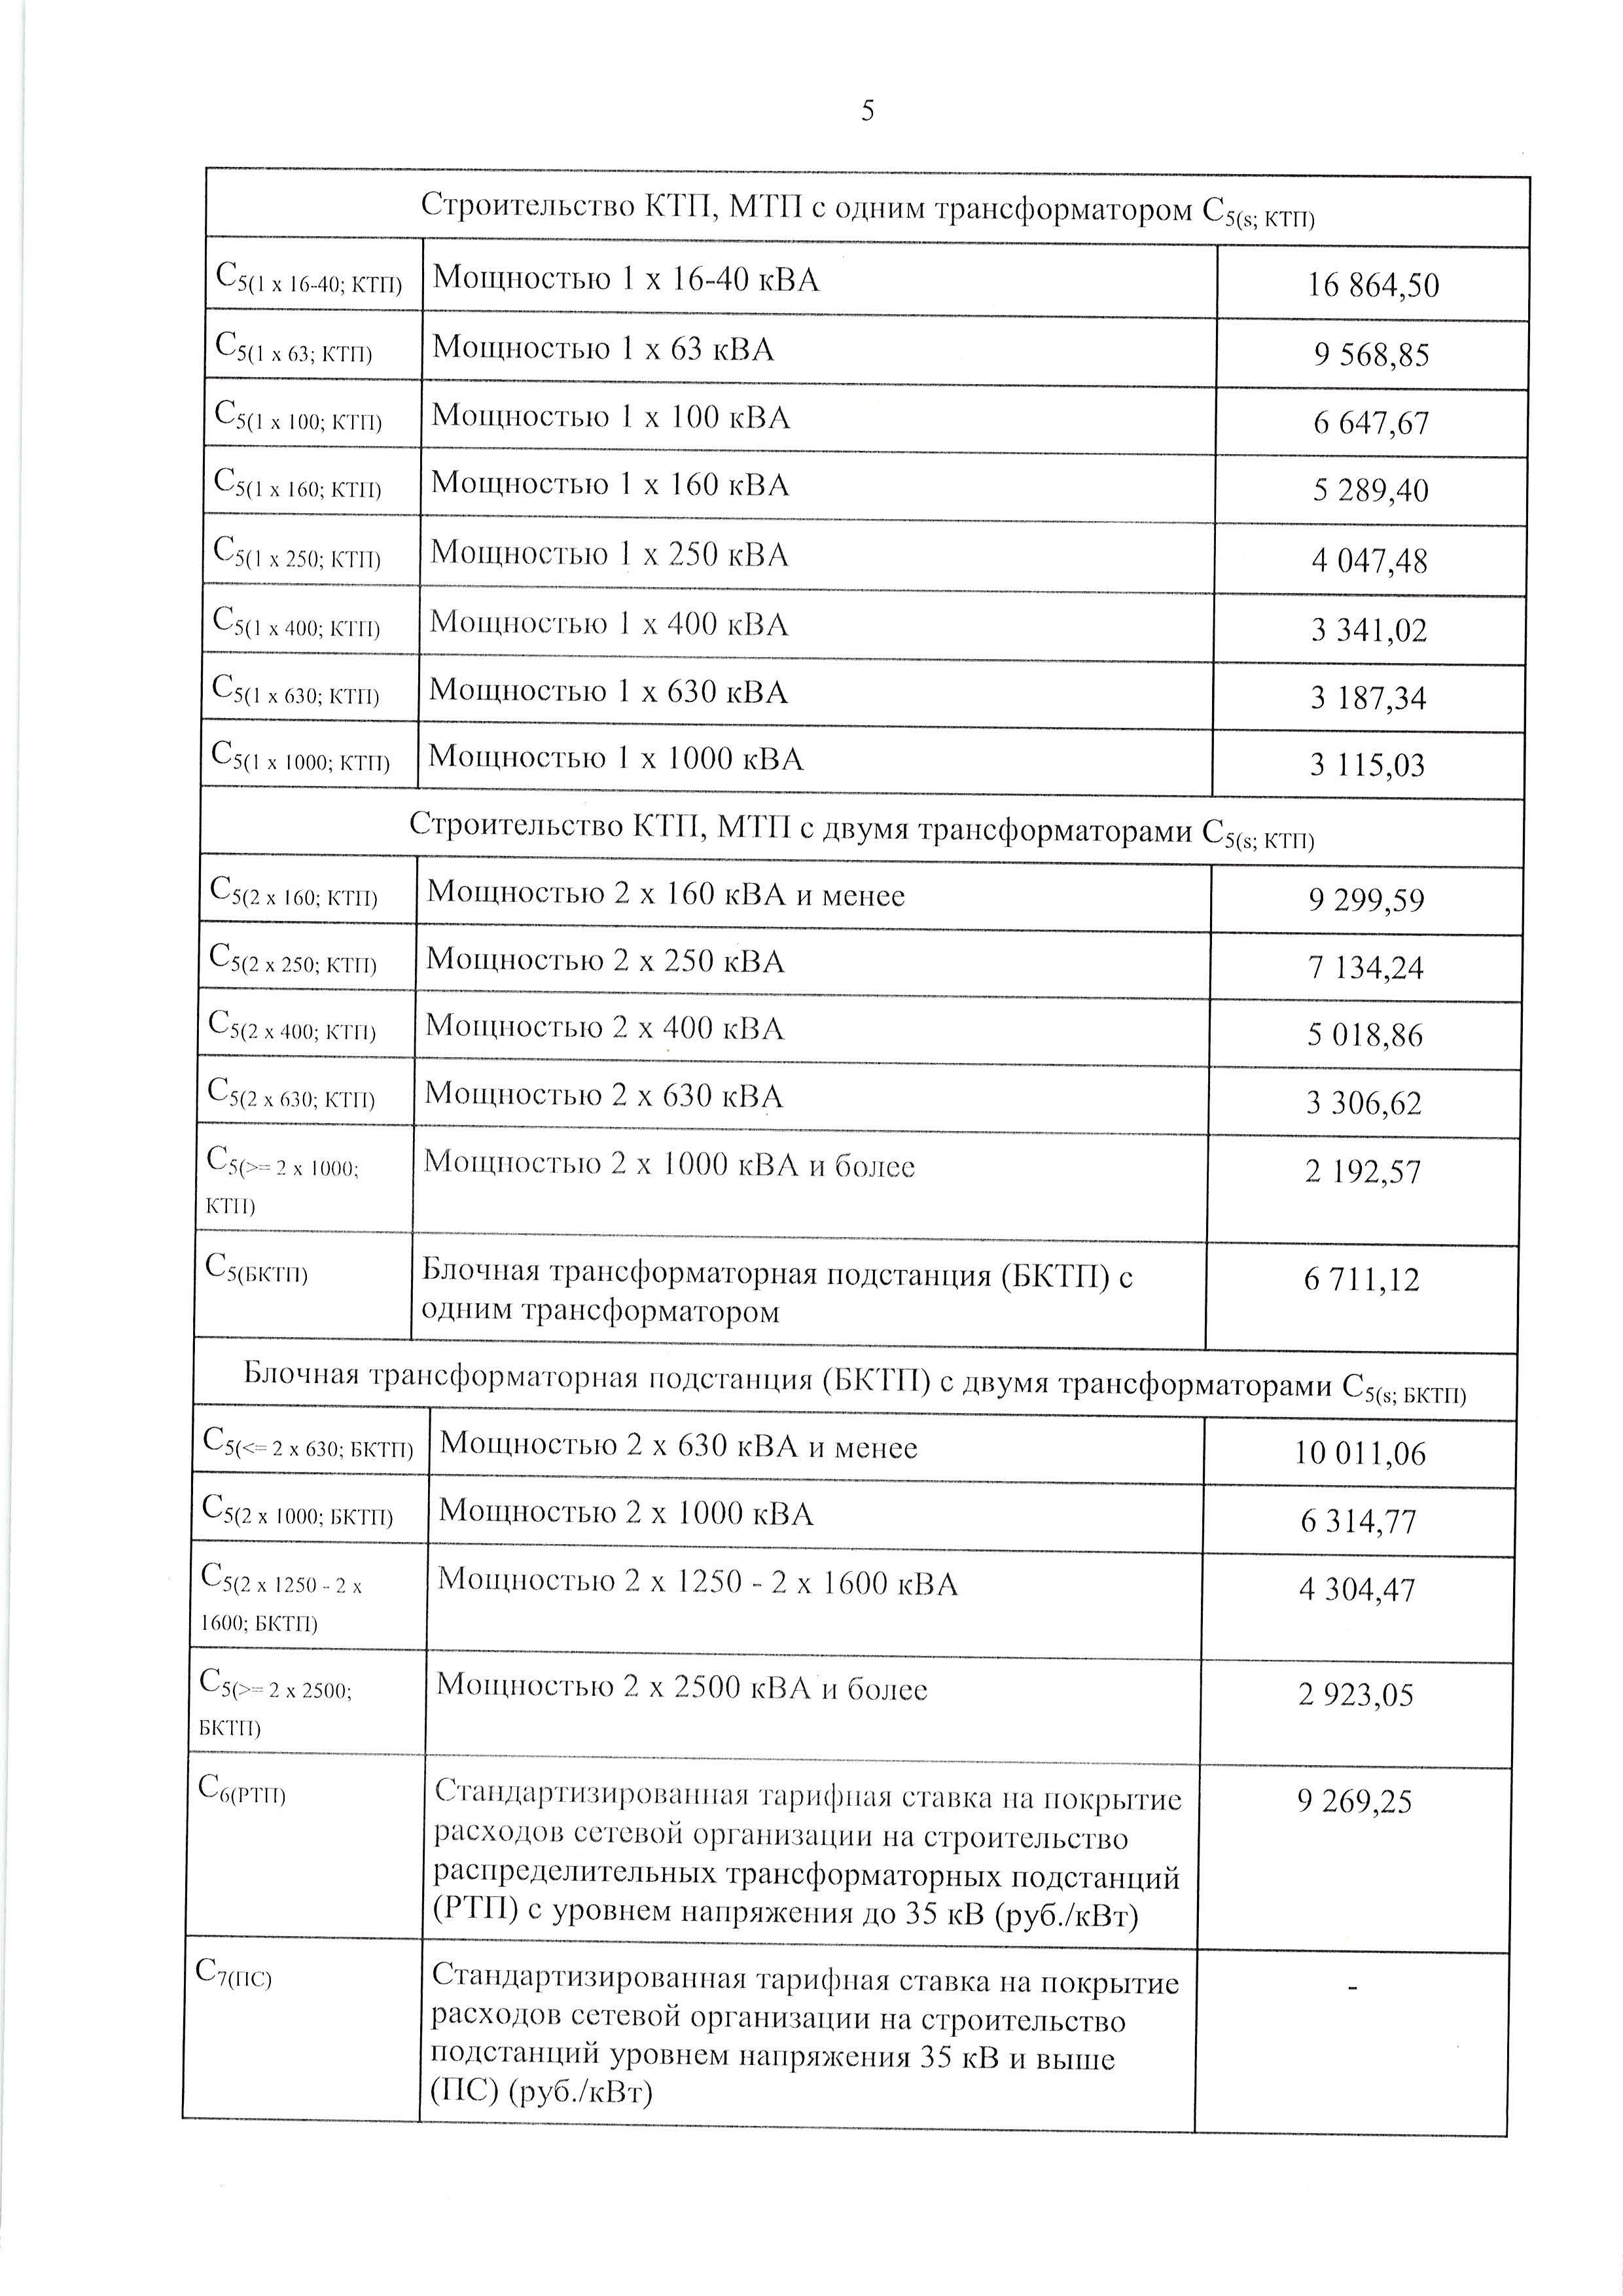 5
Строительство КТП, МТП с одним трансформатором С5(s; КТП)
С5(1 х 16-40; КТП) Мощностью 1 х 16-40 кВА 16 864,50
С5(1 х 63; КТП) Мощностью 1 х 63 кВА 9 568,85
С5(1 х 100; КТП) Мощностью 1 х 100 кВА 6 647,67
С5(1 х 160; КТП) Мощностью 1 х 160 кВА 5 289,40
С5(1 х 250; КТП) Мощностью 1 х 250 кВА 4 047,48
С5(1 х 400; КТП) Мощностью 1 х 400 кВА 3 341,02
С5(1 х 630; КТП) Мощностью 1 х 630 кВА 3 187,34
С5(1 х 1000; КТП) Мощностью 1 х 1000 кВА 3 115,03
Строительство КТП, МТП с двумя трансформаторами С5(s; КТП)
С5(2 х 160; КТП) Мощностью 2 х 160 кВА и менее 9 299,59
С5(2 х 250; КТП) Мощностью 2 х 250 кВА 7 134,24
С5(2 х 400; КТП) Мощностью 2 х 400 кВА 5 018,86
С5(2 х 630; КТП) Мощностью 2 х 630 кВА 3 306,62
С5(>= 2 х 1000; Мощностью 2 х 1000 кВА и более 2 192,57
КТП)
С5(БКТП) Блочная трансформаторная подстанция (БКТП) с 6 711,12
одним трансформатором
Блочная трансформаторная подстанция (БКТП) с двумя трансформаторами С5(s; БКТП)
С5(<= 2 х 630; БКТП) Мощностью 2 х 630 кВА и менее 10 011,06
С5(2 х 1000; БКТП) Мощностью 2 х 1000 кВА 6 314,77
С5(2 х 1250 - 2 х Мощностью 2 х 1250 - 2 х 1600 кВА 4 304,47
1600; БКТП)
С5(>= 2 х 2500; Мощностью 2 х 2500 кВА и более 2 923,05
БКТП)
С6(РТП) Стандартизированная тарифная ставка на покрытие 9 269,25
расходов сетевой организации на строительство
распределительных трансформаторных подстанций
(РТП) с уровнем напряжения до 35 кВ (руб./кВт)
С7(ПС) Стандартизированная тарифная ставка на покрытие -
расходов сетевой организации на строительство
подстанций уровнем напряжения 35 кВ и выше
(ПС) (руб./кВт)